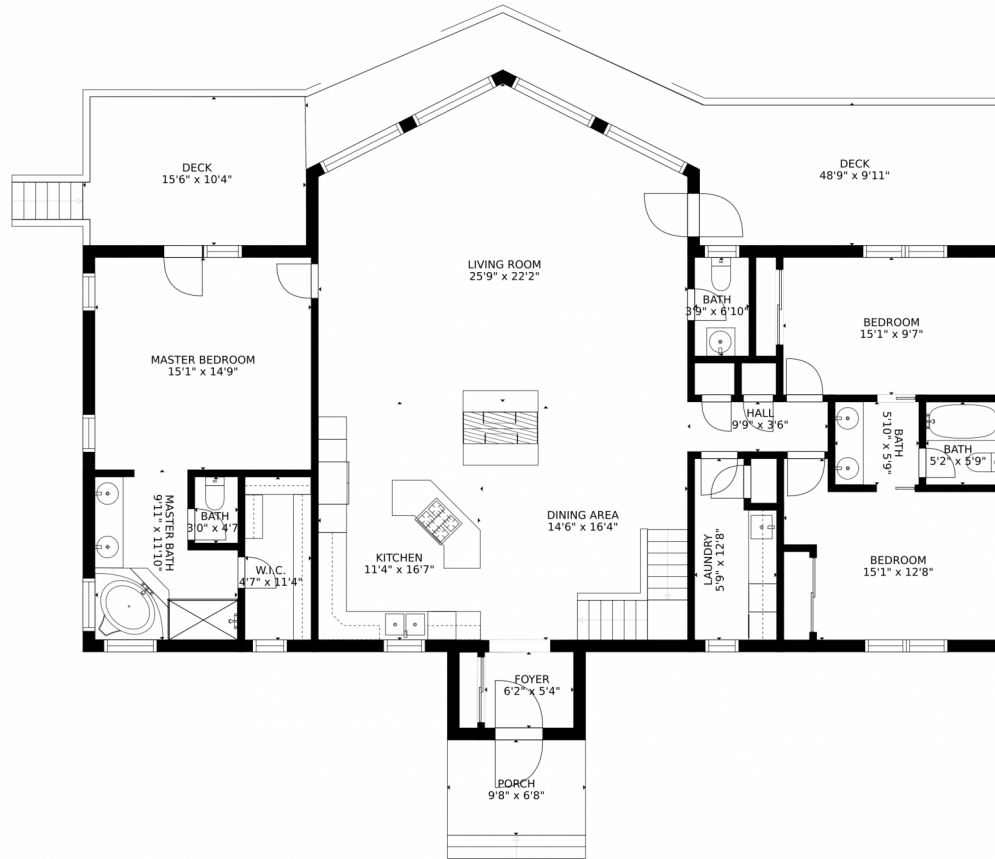 DECK
15'6" x 10'4"
DECK
48'9" x 9'11"
LIVING ROOM
25'9" x 22'2"
BATH
3'9" x 6'10"
BEDROOM
15'1" x 9'7"
MASTER BEDROOM
15'1" x 14'9"
HALL
9'9" x 3'6"
BATH
5'10" x 5'9"
BATH
5'2" x 5'9"
MASTER BATH
9'11" x 11'10"
BATH
3'0" x 4'7
W.I.C.
4'7" x 11'4"
KITCHEN
11'4" x 16'7"
DINING AREA
14'6" x 16'4"
LAUNDRY
5'9" x 12'8"
BEDROOM
15'1" x 12'8"
FOYER
6'2" x 5'4"
PORCH
9'8" x 6'8"